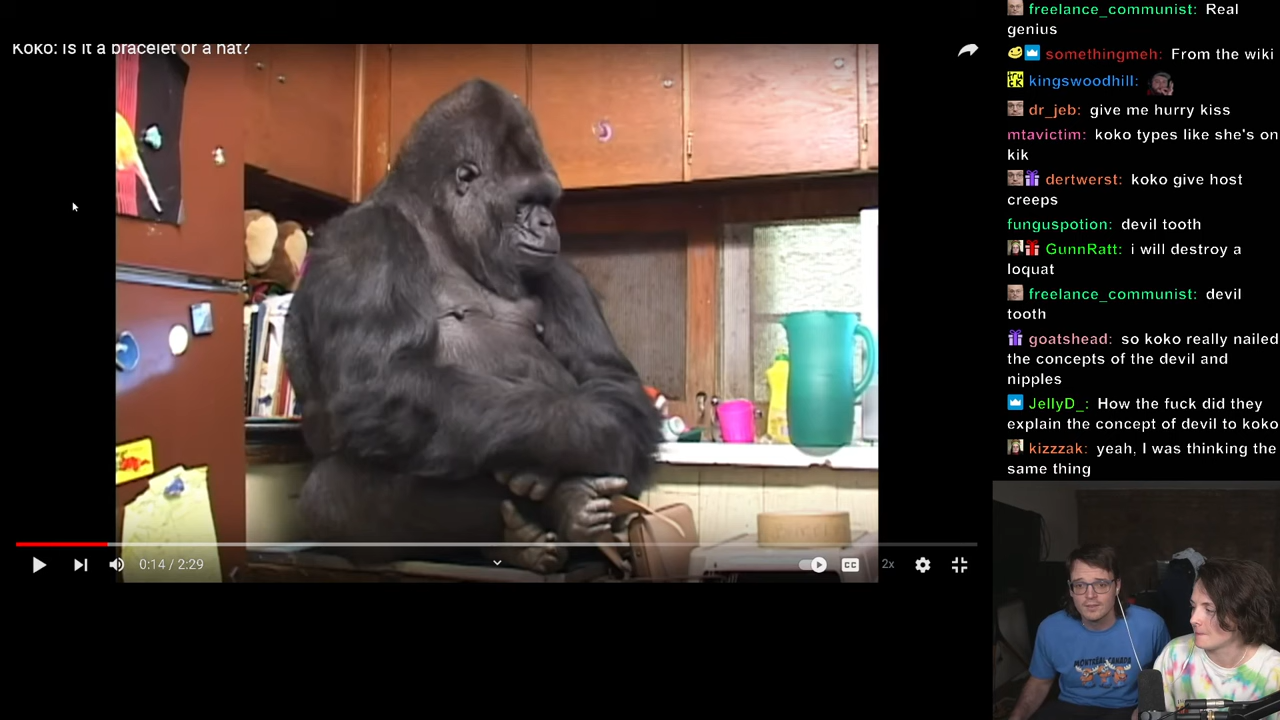 Koko: Is it a bracelet or a hat?
0:14 / 2:29
CC
2x
freelance_communist: Real
genius
somethingmeh: From the wiki
kingswoodhill:
dr_jeb: give me hurry kiss
mtavictim: koko types like she's on
kik
dertwerst: koko give host
creeps
funguspotion: devil tooth
GunnRatt: i will destroy a
loquat
freelance_communist: devil
tooth
goatshead: so koko really nailed
the concepts of the devil and
nipples
JellyD_: How the fuck did they
explain the concept of devil to koko
kizzzak: yeah, I was thinking the
same thing
MONTRÉAL CANADA